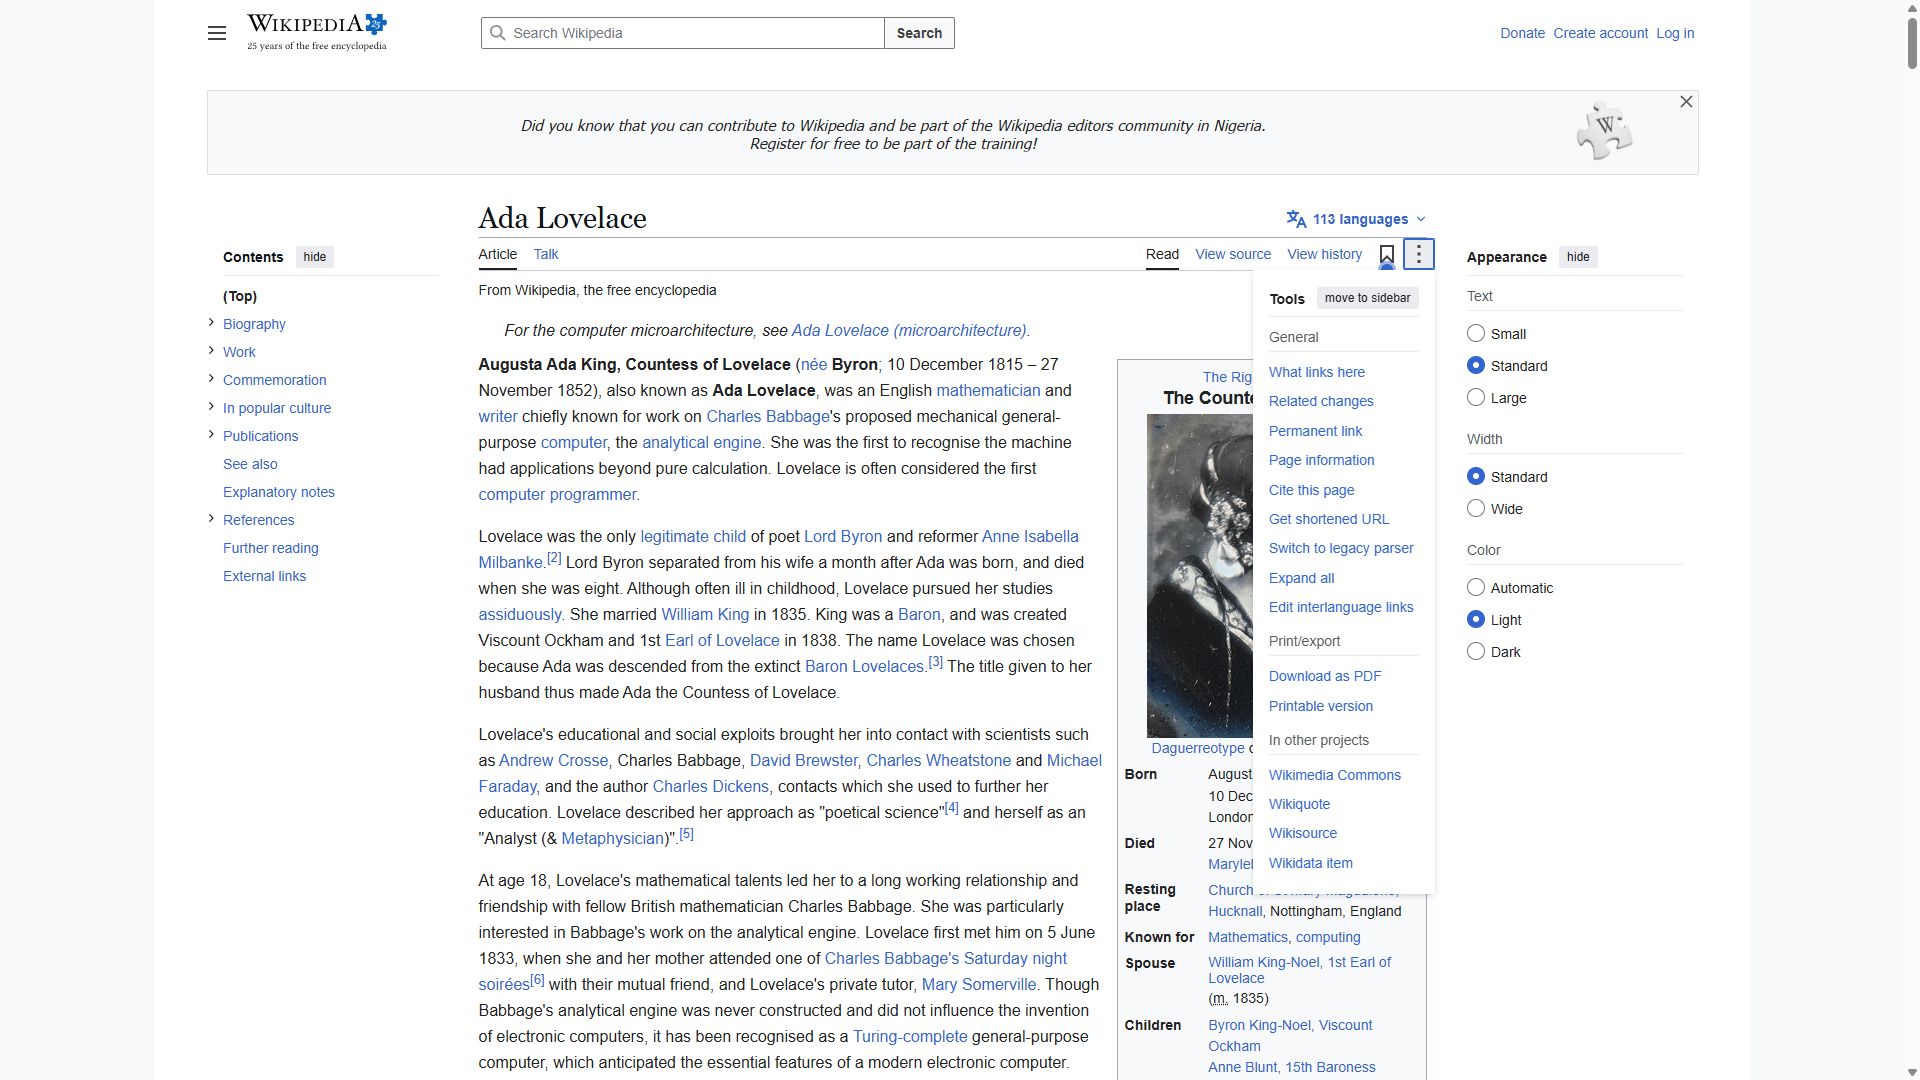 WIKIPEDIA 25
25 years of the free encyclopedia
Search Wikipedia
Search
Donate Create account Log in
Did you know that you can contribute to Wikipedia and be part of the Wikipedia editors community in Nigeria.
Register for free to be part of the training!
W
Ada Lovelace
113 languages
Contents hide
(Top)
Biography
Work
Commemoration
In popular culture
Publications
See also
Explanatory notes
References
Further reading
External links
Article Talk
Read View source View history
From Wikipedia, the free encyclopedia
For the computer microarchitecture, see Ada Lovelace (microarchitecture).
Augusta Ada King, Countess of Lovelace (née Byron; 10 December 1815 – 27
November 1852), also known as Ada Lovelace, was an English mathematician and
writer chiefly known for work on Charles Babbage's proposed mechanical general-
purpose computer, the analytical engine. She was the first to recognise the machine
had applications beyond pure calculation. Lovelace is often considered the first
computer programmer.
Lovelace was the only legitimate child of poet Lord Byron and reformer Anne Isabella
Milbanke.[2] Lord Byron separated from his wife a month after Ada was born, and died
when she was eight. Although often ill in childhood, Lovelace pursued her studies
assiduously. She married William King in 1835. King was a Baron, and was created
Viscount Ockham and 1st Earl of Lovelace in 1838. The name Lovelace was chosen
because Ada was descended from the extinct Baron Lovelaces.[3] The title given to her
husband thus made Ada the Countess of Lovelace.
Lovelace's educational and social exploits brought her into contact with scientists such
as Andrew Crosse, Charles Babbage, David Brewster, Charles Wheatstone and Michael
Faraday, and the author Charles Dickens, contacts which she used to further her
education. Lovelace described her approach as "poetical science"[4] and herself as an
"Analyst (& Metaphysician)".[5]
At age 18, Lovelace's mathematical talents led her to a long working relationship and
friendship with fellow British mathematician Charles Babbage. She was particularly
interested in Babbage's work on the analytical engine. Lovelace first met him on 5 June
1833, when she and her mother attended one of Charles Babbage's Saturday night
soirées[6] with their mutual friend, and Lovelace's private tutor, Mary Somerville. Though
Babbage's analytical engine was never constructed and did not influence the invention
of electronic computers, it has been recognised as a Turing-complete general-purpose
computer, which anticipated the essential features of a modern electronic computer.
The Rig
The Counte
Daguerreotype
Born August
10 Dec
London
Died 27 Nov
Maryle
Resting
place
Church
Hucknall, Nottingham, England
Known for Mathematics, computing
Spouse William King-Noel, 1st Earl of
Lovelace
(m. 1835)
Children Byron King-Noel, Viscount
Ockham
Anne Blunt, 15th Baroness
Tools move to sidebar
General
What links here
Related changes
Permanent link
Page information
Cite this page
Get shortened URL
Switch to legacy parser
Expand all
Edit interlanguage links
Print/export
Download as PDF
Printable version
In other projects
Wikimedia Commons
Wikiquote
Wikisource
Wikidata item
Appearance hide
Text
Small
Standard
Large
Width
Standard
Wide
Color
Automatic
Light
Dark